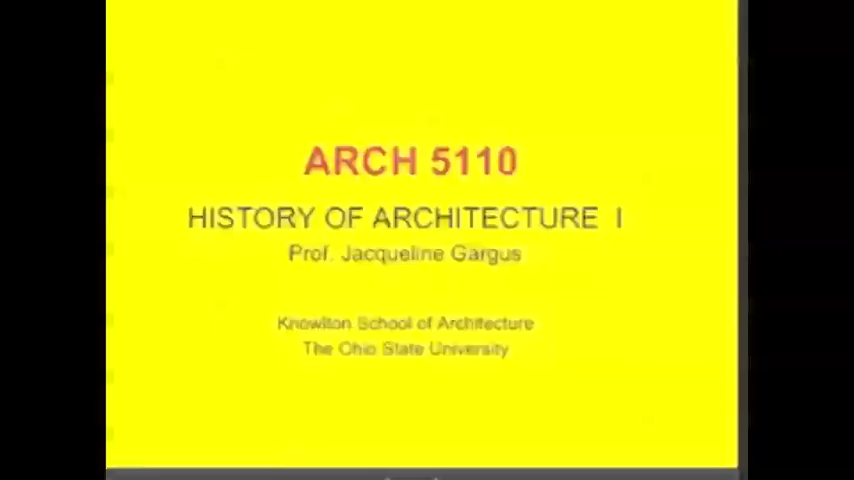 ARCH 5110
HISTORY OF ARCHITECTURE I
Prof. Jacqueline Gargus
Knowlton School of Architecture
The Ohio State University